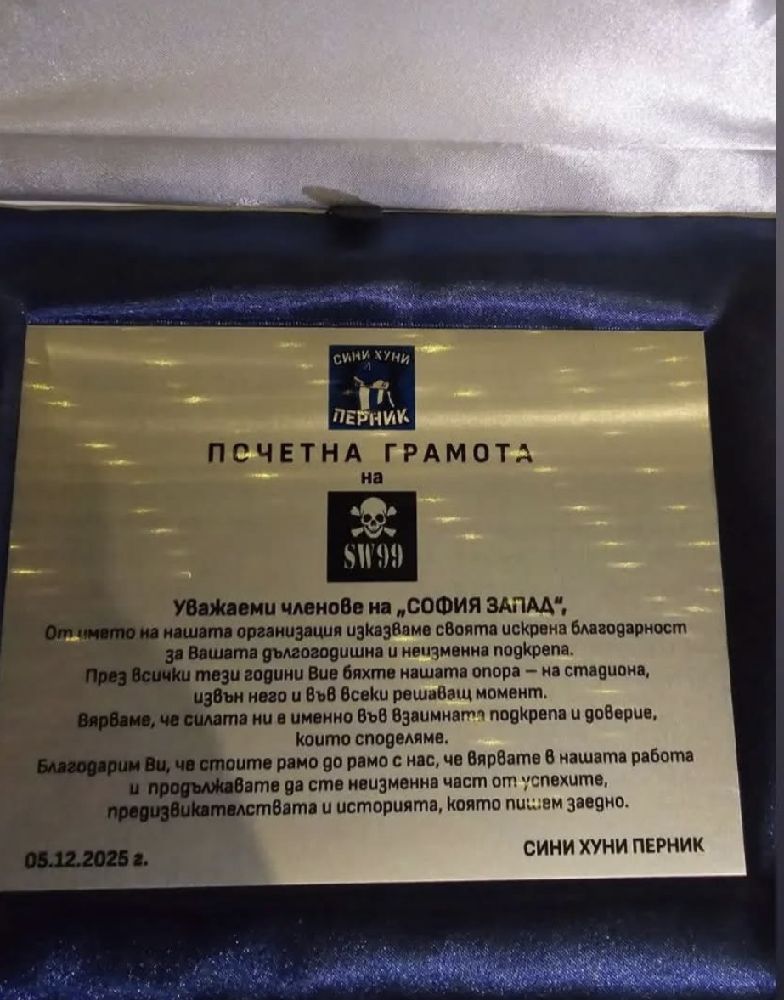 СИНИ ХУНИ
ПЕРНИК
ПОЧЕТНА ГРАМОТА
на
SW99
Уважаеми членове на „СОФИЯ ЗАПАД“,
От името на нашата организация изказваме своята искрена благодарност
за Вашата дългогодишна и неизменна подкрепа.
През всички тези години Вие бяхте нашата опора – на стадиона,
извън него и във всеки решаващ момент.
Вярваме, че силата ни е именно във взаимната подкрепа и доверие,
които споделяме.
Благодарим Ви, че стоите рамо до рамо с нас, че вярвате в нашата работа
и продължавате да сте неизменна част от успехите,
предизвикателствата и историята, която пишем заедно.
05.12.2025 г.
СИНИ ХУНИ ПЕРНИК